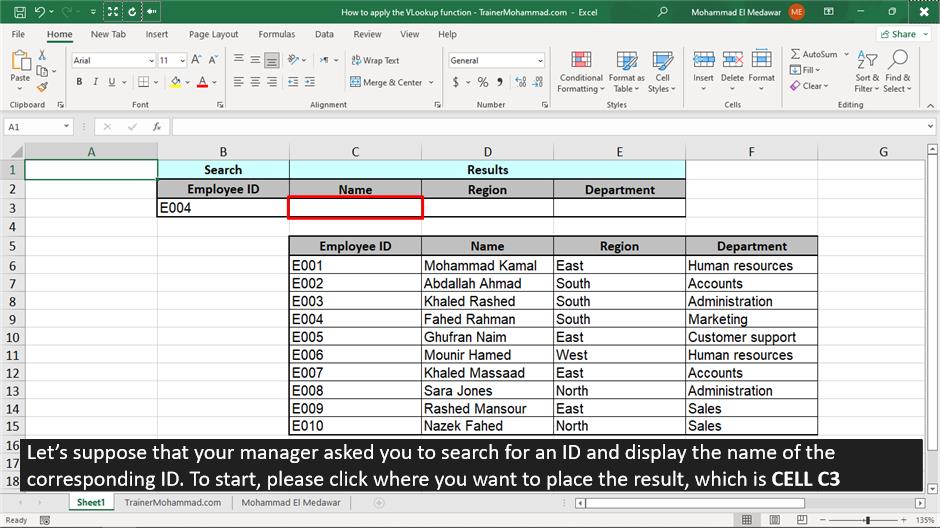 How to apply the VLookup function - TrainerMohammad.com - Excel
Mohammad El Medawar ME
File Home New Tab Insert Page Layout Formulas Data Review View Help Share
Paste
Clipboard
Arial 11
B I U
Font
Wrap Text
Merge & Center
Alignment
General
$ % ,
Number
Conditional Formatting Format as Table Cell Styles
Styles
Insert Delete Format
Cells
AutoSum
Fill
Clear
Sort & Filter Find & Select
Editing
A1 fx
A B C D E F G
1 Search Results
2 Employee ID Name Region Department
3 E004
4
5 Employee ID Name Region Department
6 E001 Mohammad Kamal East Human resources
7 E002 Abdallah Ahmad South Accounts
8 E003 Khaled Rashed South Administration
9 E004 Fahed Rahman South Marketing
10 E005 Ghufran Naim East Customer support
11 E006 Mounir Hamed West Human resources
12 E007 Khaled Massaad East Accounts
13 E008 Sara Jones North Administration
14 E009 Rashed Mansour East Sales
15 E010 Nazek Fahed North Sales
16
17
18
Let's suppose that your manager asked you to search for an ID and display the name of the
corresponding ID. To start, please click where you want to place the result, which is CELL C3
Sheet1 TrainerMohammad.com Mohammad El Medawar
Ready 135%